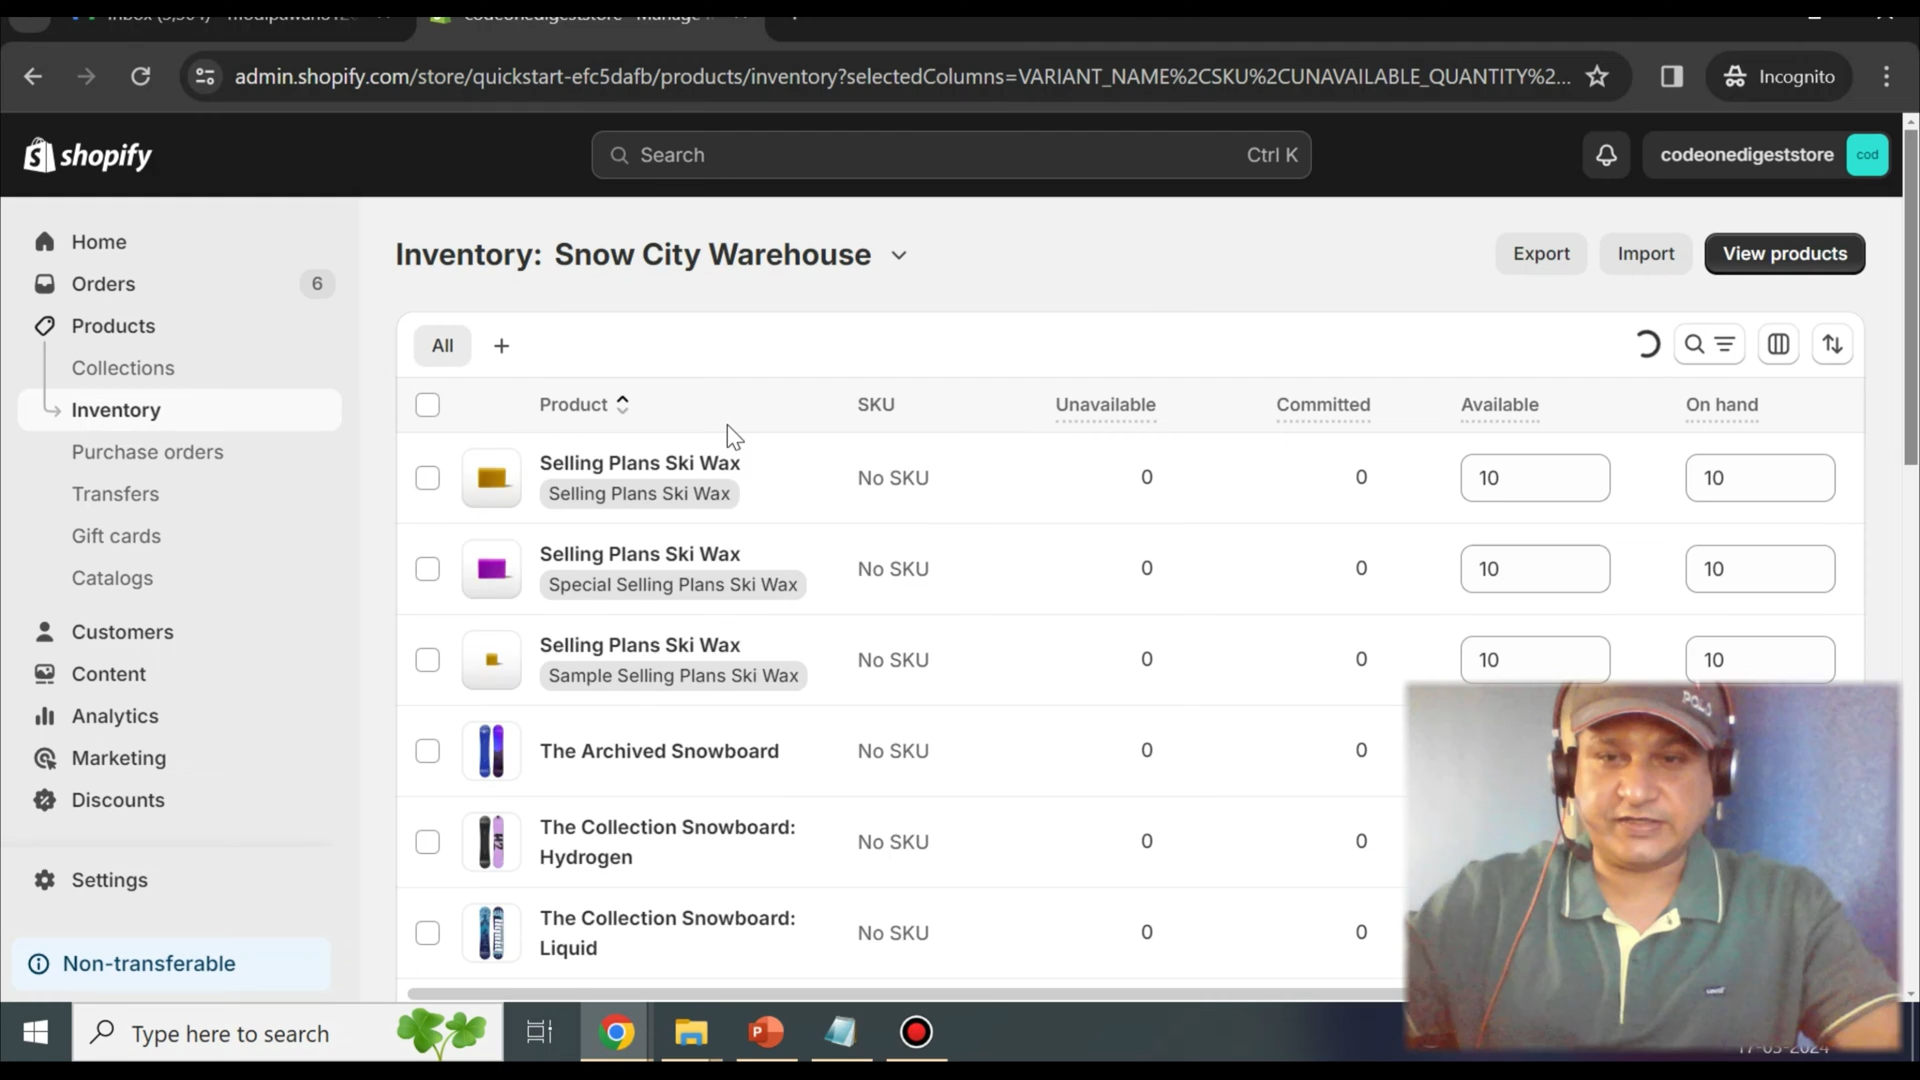 admin.shopify.com/store/quickstart-efc5dafb/products/inventory?selectedColumns=VARIANT_NAME%2CSKU%2CUNAVAILABLE_QUANTITY%2...
Incognito
shopify
Search
Ctrl K
codeonedigeststore
cod
Home
Orders
6
Products
Collections
Inventory
Purchase orders
Transfers
Gift cards
Catalogs
Customers
Content
Analytics
Marketing
Discounts
Settings
Non-transferable
Inventory: Snow City Warehouse
Export
Import
View products
All
Product
SKU
Unavailable
Committed
Available
On hand
Selling Plans Ski Wax
Selling Plans Ski Wax
No SKU
0
0
10
10
Selling Plans Ski Wax
Special Selling Plans Ski Wax
No SKU
0
0
10
10
Selling Plans Ski Wax
Sample Selling Plans Ski Wax
No SKU
0
0
10
10
The Archived Snowboard
No SKU
0
0
The Collection Snowboard:
Hydrogen
No SKU
0
0
The Collection Snowboard:
Liquid
No SKU
0
0
POLO
Type here to search